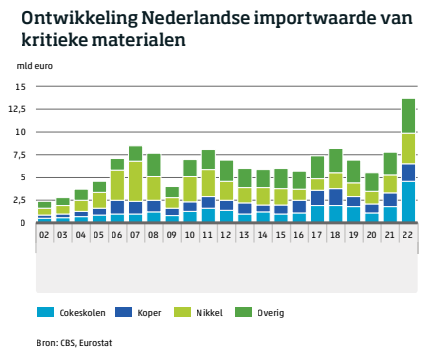 Ontwikkeling Nederlandse importwaarde van
kritieke materialen
mld euro
15
12,5
10
7,5
5
2,5
0
02 03 04 05 06 07 08 09 10 11 12 13 14 15 16 17 18 19 20 21 22
Cokeskolen Koper Nikkel Overig
Bron: CBS, Eurostat